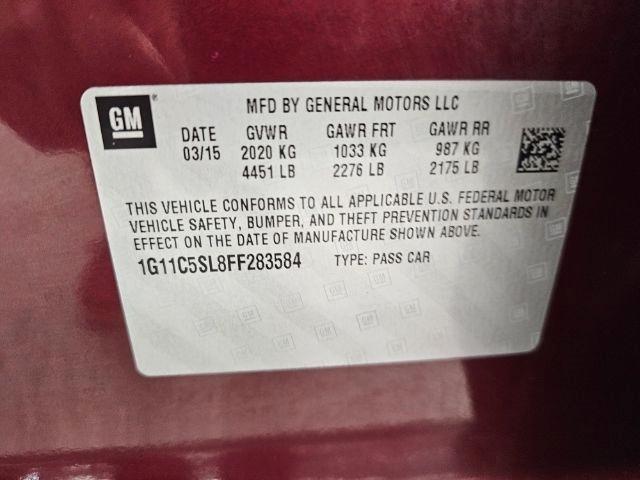 GM
MFD BY GENERAL MOTORS LLC
DATE GVWR GAWR FRT GAWR RR
03/15 2020 KG 1033 KG 987 KG
4451 LB 2276 LB 2175 LB
THIS VEHICLE CONFORMS TO ALL APPLICABLE U.S. FEDERAL MOTOR
VEHICLE SAFETY, BUMPER, AND THEFT PREVENTION STANDARDS IN
EFFECT ON THE DATE OF MANUFACTURE SHOWN ABOVE.
1G11C5SL8FF283584 TYPE: PASS CAR